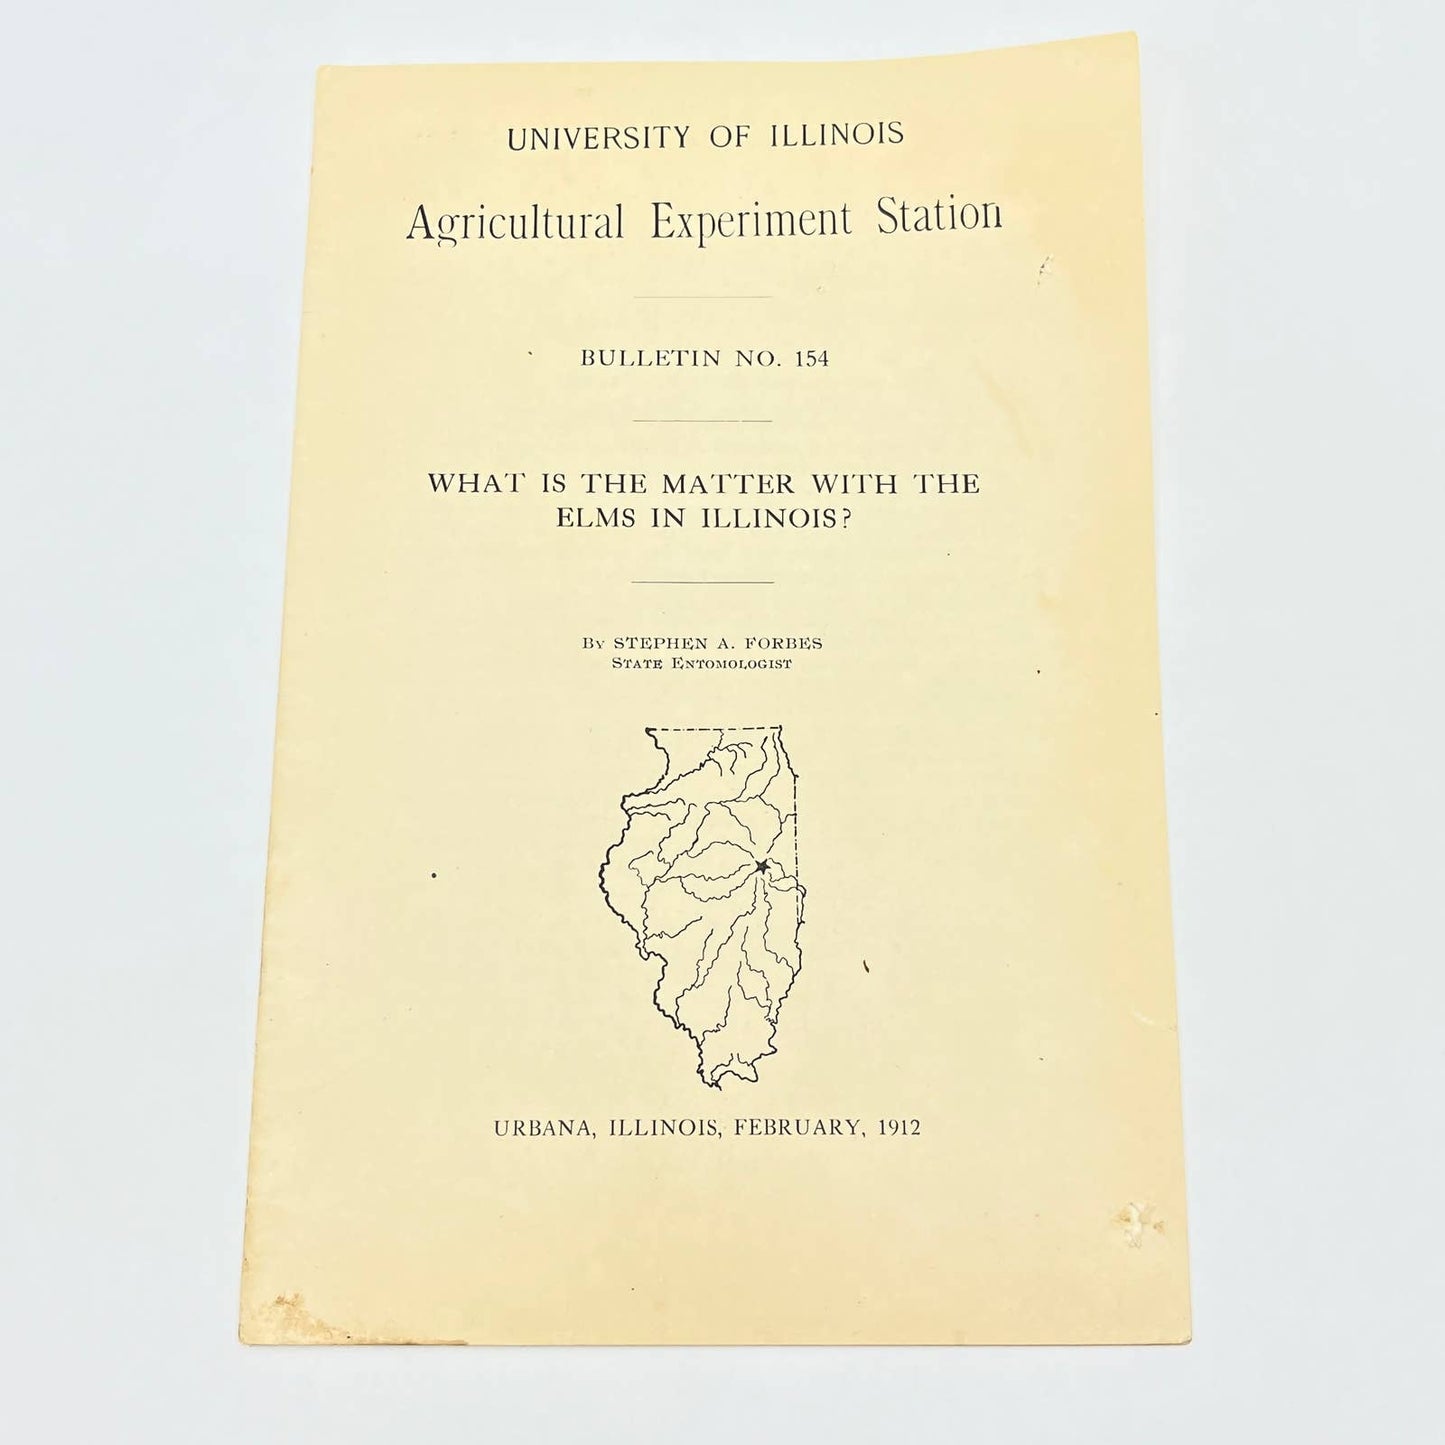 UNIVERSITY OF ILLINOIS
Agricultural Experiment Station
BULLETIN NO. 154
WHAT IS THE MATTER WITH THE
ELMS IN ILLINOIS?
By STEPHEN A. FORBES
STATE ENTOMOLOGIST
URBANA, ILLINOIS, FEBRUARY, 1912